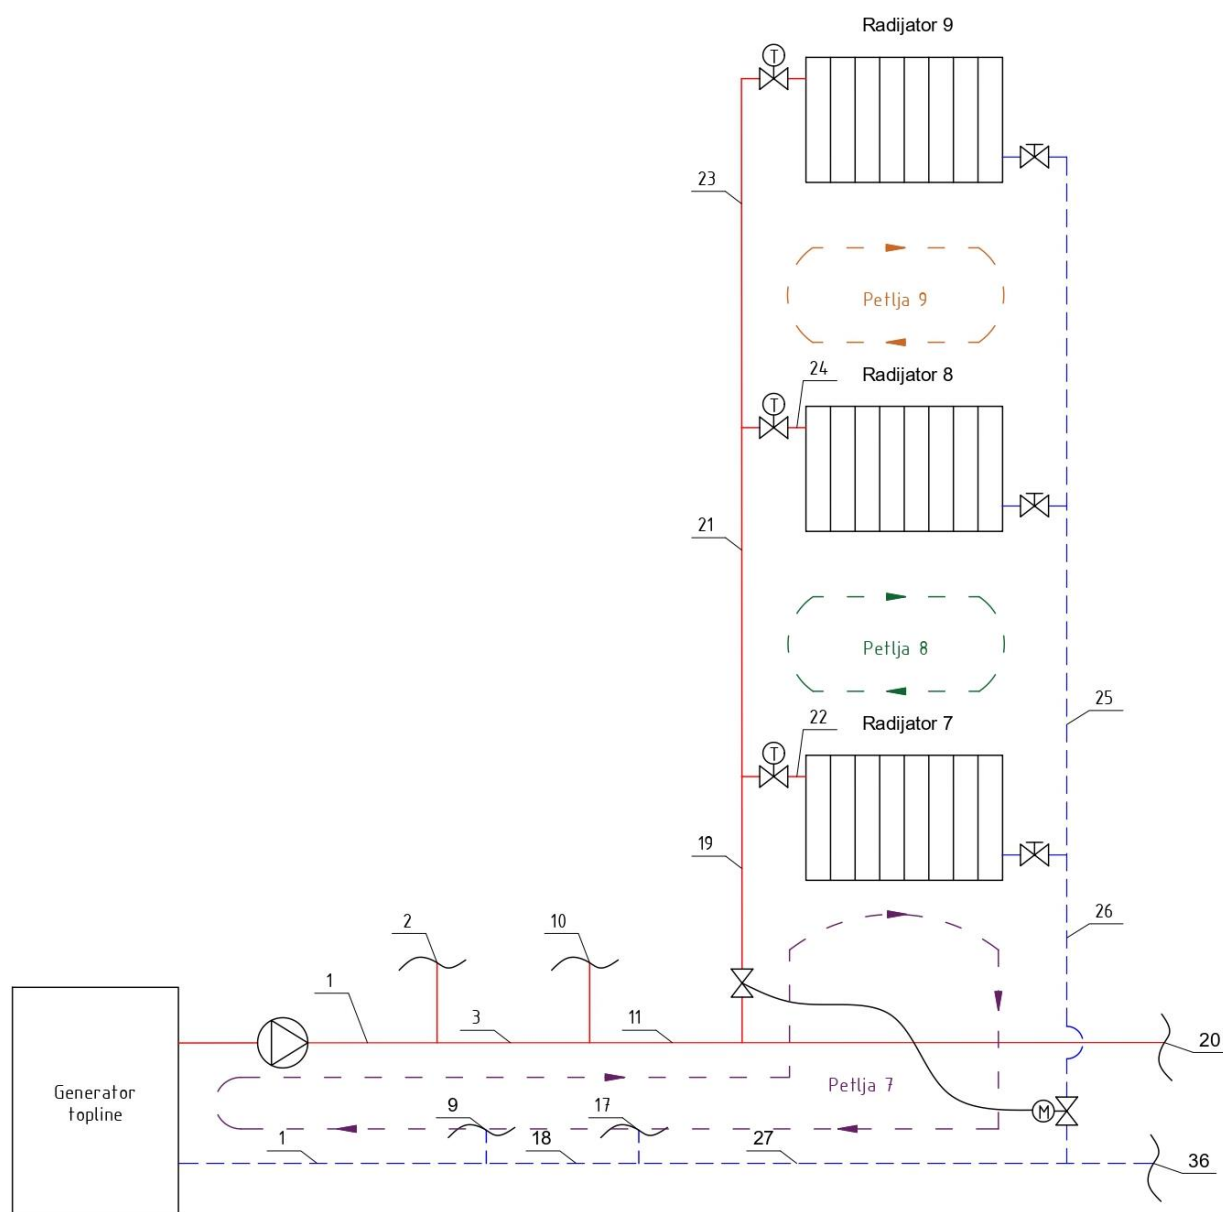 Radijator 9
T
23
Petlja 9
24
Radijator 8
T
21
Petlja 8
25
22
Radijator 7
T
19
26
2
10
1
3
11
20
Generator
topline
Petlja 7
9
17
M
1
18
27
36